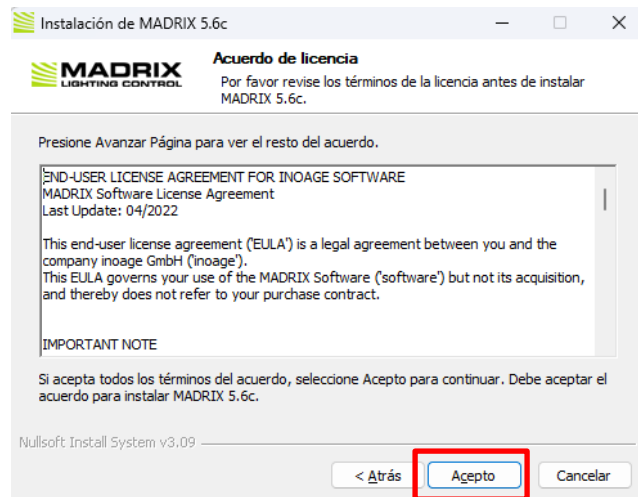 Instalación de MADRIX 5.6c
MADRIX
LIGHTING CONTROL
Acuerdo de licencia
Por favor revise los términos de la licencia antes de instalar
MADRIX 5.6c.
Presione Avanzar Página para ver el resto del acuerdo.
END-USER LICENSE AGREEMENT FOR INOAGE SOFTWARE
MADRIX Software License Agreement
Last Update: 04/2022
This end-user license agreement ('EULA') is a legal agreement between you and the
company inoage GmbH ('inoage').
This EULA governs your use of the MADRIX Software ('software') but not its acquisition,
and thereby does not refer to your purchase contract.
IMPORTANT NOTE
Si acepta todos los términos del acuerdo, seleccione Acepto para continuar. Debe aceptar el
acuerdo para instalar MADRIX 5.6c.
Nullsoft Install System v3.09
< Atrás
Acepto
Cancelar